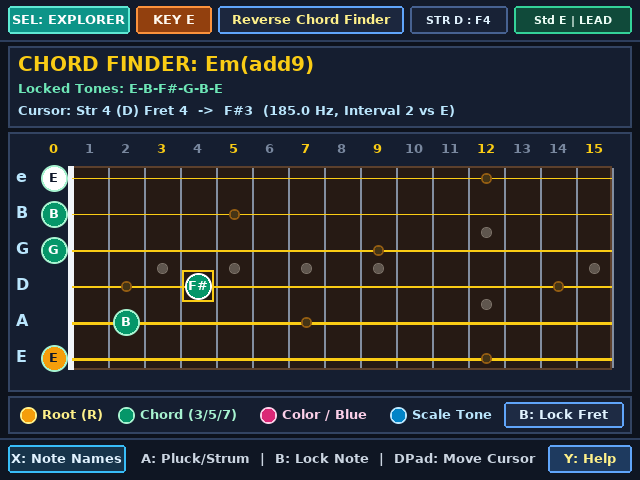 SEL: EXPLORER KEY E Reverse Chord Finder STR D : F4 Std E | LEAD
CHORD FINDER: Em(add9)
Locked Tones: E-B-F#-G-B-E
Cursor: Str 4 (D) Fret 4 -> F#3 (185.0 Hz, Interval 2 vs E)
0 1 2 3 4 5 6 7 8 9 10 11 12 13 14 15
e E
B B
G G
D F#
A B
E E
Root (R) Chord (3/5/7) Color / Blue Scale Tone B: Lock Fret
X: Note Names A: Pluck/Strum | B: Lock Note | DPad: Move Cursor Y: Help